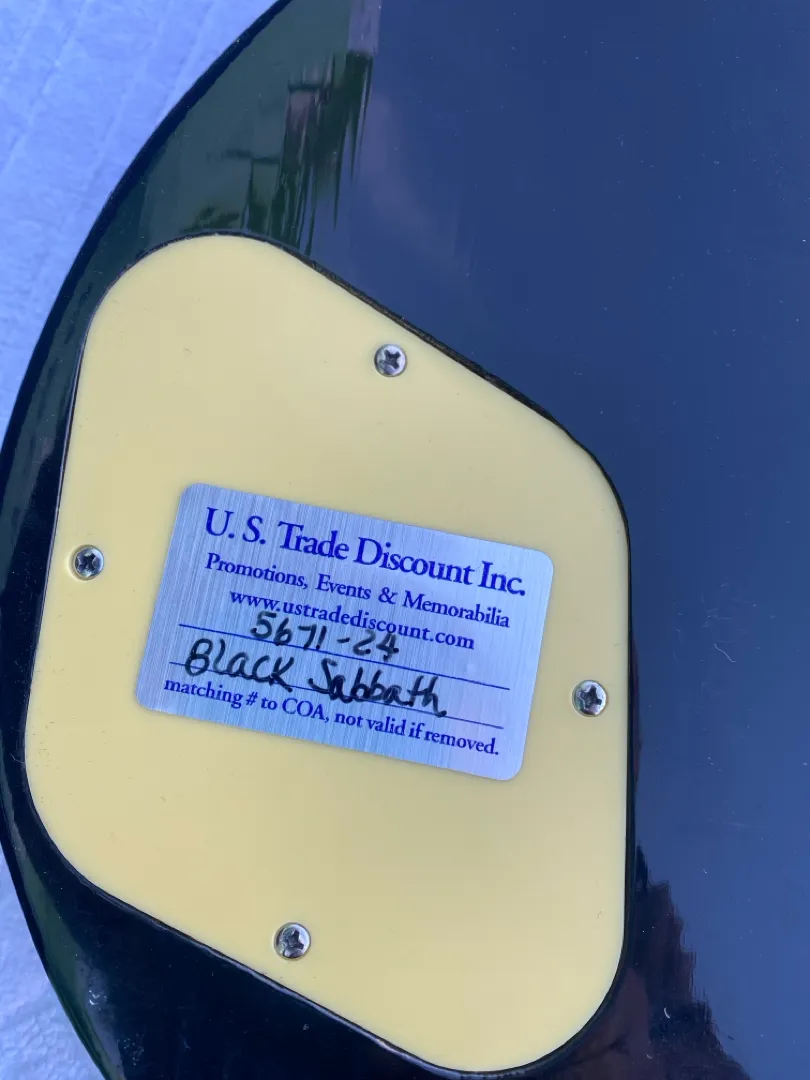 U. S. Trade Discount Inc.
Promotions, Events & Memorabilia
www.ustradediscount.com
5671-24
Black Sabbath
matching # to COA, not valid if removed.